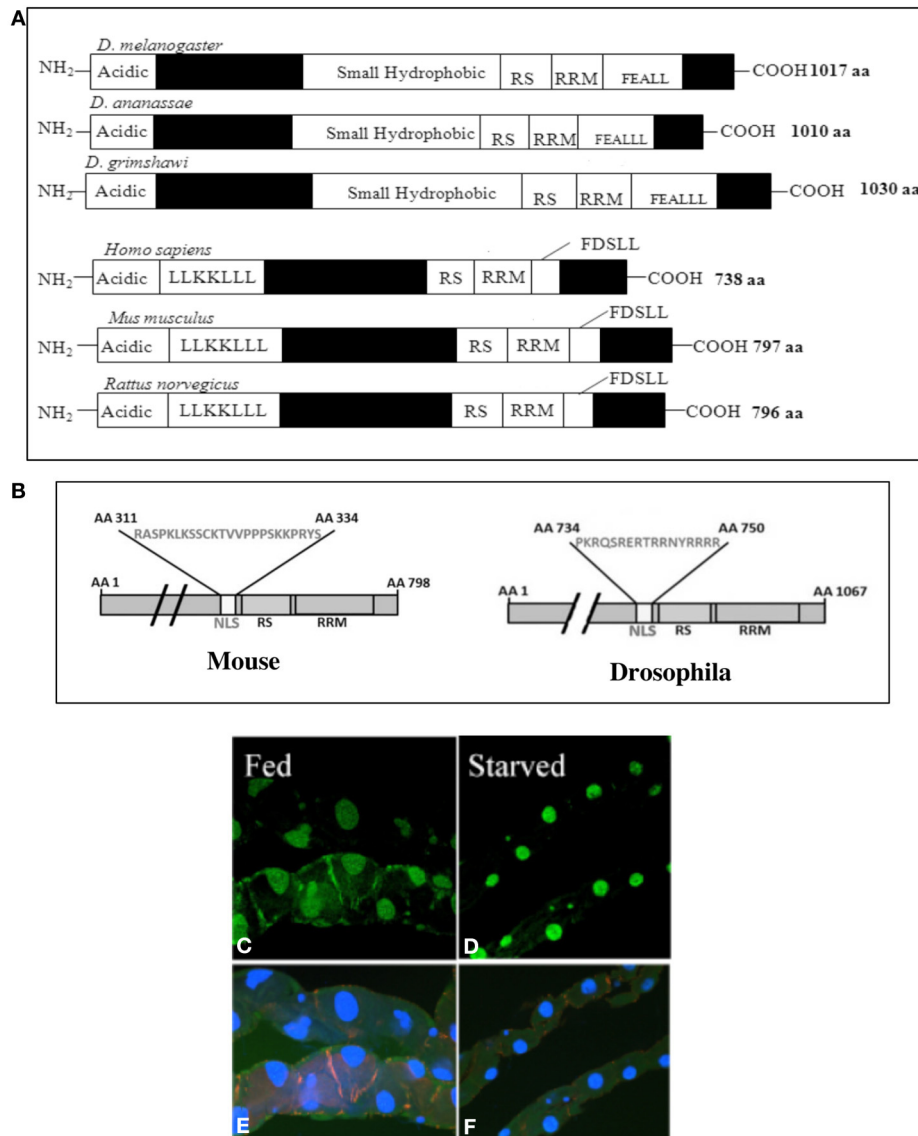 A
D. melanogaster
NH2 Acidic Small Hydrophobic RS RRM FEALL COOH 1017 aa
D. ananassae
NH2 Acidic Small Hydrophobic RS RRM FEALLL COOH 1010 aa
D. grimshawi
NH2 Acidic Small Hydrophobic RS RRM FEALLL COOH 1030 aa
Homo sapiens FDSLL
NH2 Acidic LLKKLLL RS RRM COOH 738 aa
Mus musculus FDSLL
NH2 Acidic LLKKLLL RS RRM COOH 797 aa
Rattus norvegicus FDSLL
NH2 Acidic LLKKLLL RS RRM COOH 796 aa
B
AA 311 AA 334
RASPKLKSSCKTVVPPPSKKPRYS
AA 1 AA 798
NLS RS RRM
Mouse
AA 734 AA 750
PKRQSRERTRRNYRRRR
AA 1 AA 1067
NLS RS RRM
Drosophila
Fed Starved
C D
E F